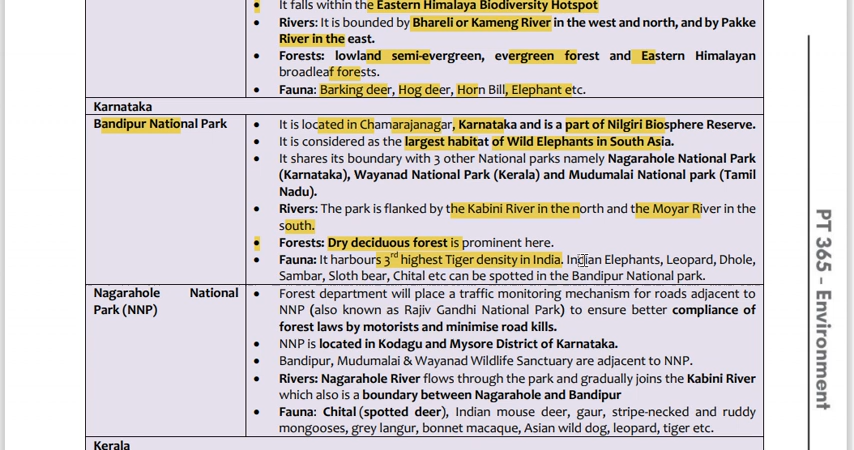 • It falls within the Eastern Himalaya Biodiversity Hotspot
• Rivers: It is bounded by Bhareli or Kameng River in the west and north, and by Pakke
River in the east.
• Forests: lowland semi-evergreen, evergreen forest and Eastern Himalayan
broadleaf forests.
• Fauna: Barking deer, Hog deer, Horn Bill, Elephant etc.
Karnataka
Bandipur National Park
• It is located in Chamarajanagar, Karnataka and is a part of Nilgiri Biosphere Reserve.
• It is considered as the largest habitat of Wild Elephants in South Asia.
• It shares its boundary with 3 other National parks namely Nagarahole National Park
(Karnataka), Wayanad National Park (Kerala) and Mudumalai National park (Tamil
Nadu).
• Rivers: The park is flanked by the Kabini River in the north and the Moyar River in the
south.
• Forests: Dry deciduous forest is prominent here.
• Fauna: It harbours 3rd highest Tiger density in India. Indian Elephants, Leopard, Dhole,
Sambar, Sloth bear, Chital etc can be spotted in the Bandipur National park.
Nagarahole National
Park (NNP)
• Forest department will place a traffic monitoring mechanism for roads adjacent to
NNP (also known as Rajiv Gandhi National Park) to ensure better compliance of
forest laws by motorists and minimise road kills.
• NNP is located in Kodagu and Mysore District of Karnataka.
• Bandipur, Mudumalai & Wayanad Wildlife Sanctuary are adjacent to NNP.
• Rivers: Nagarahole River flows through the park and gradually joins the Kabini River
which also is a boundary between Nagarahole and Bandipur
• Fauna: Chital (spotted deer), Indian mouse deer, gaur, stripe-necked and ruddy
mongooses, grey langur, bonnet macaque, Asian wild dog, leopard, tiger etc.
Kerala
PT 365 - Environment